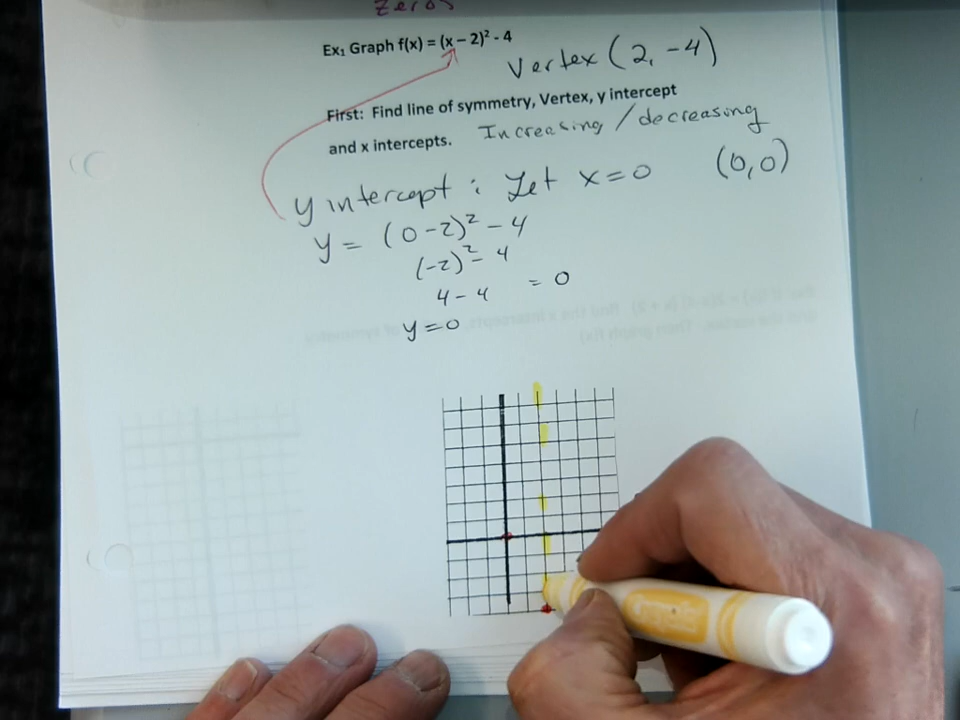 zeros
Ex₁ Graph f(x) = (x – 2)² - 4
Vertex (2, -4)
First: Find line of symmetry, Vertex, y intercept
and x intercepts. Increasing / decreasing
y intercept : Let x=0 (0,0)
y = (0-2)² - 4
(-2)² - 4
4 - 4 = 0
y=0